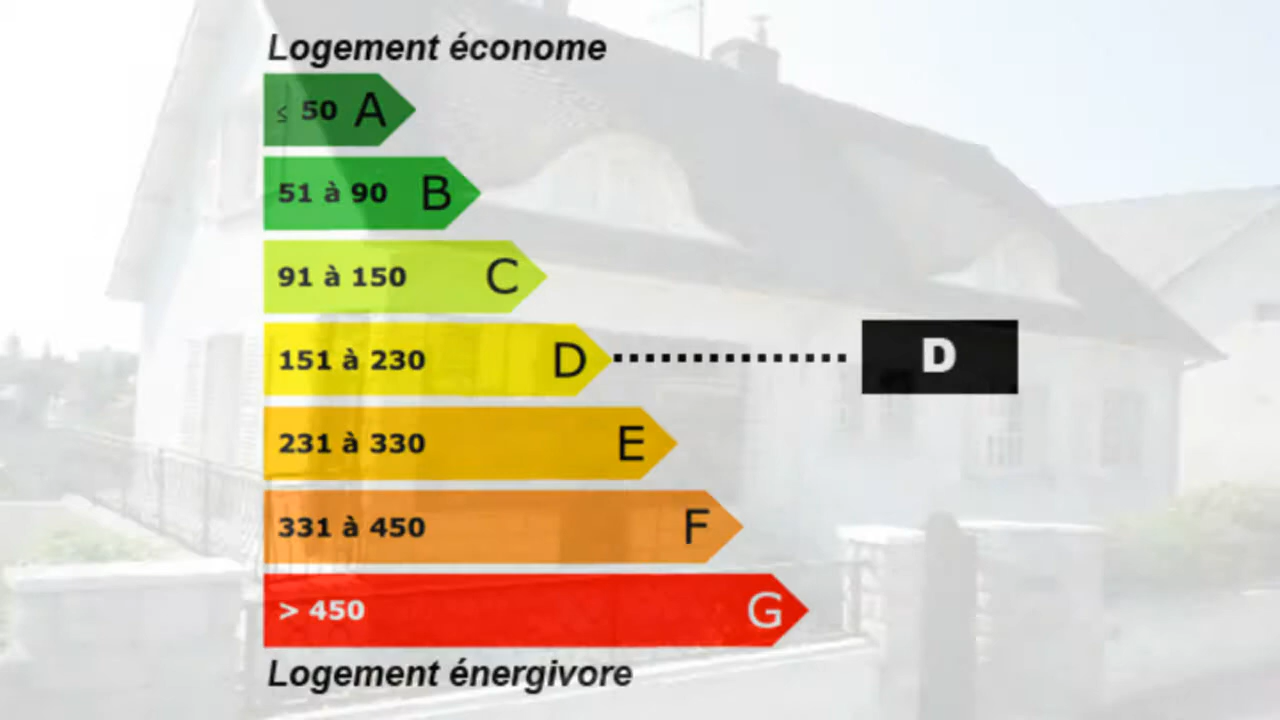 Logement économe
≤ 50 A
51 à 90 B
91 à 150 C
151 à 230 D
D
231 à 330 E
331 à 450 F
> 450 G
Logement énergivore